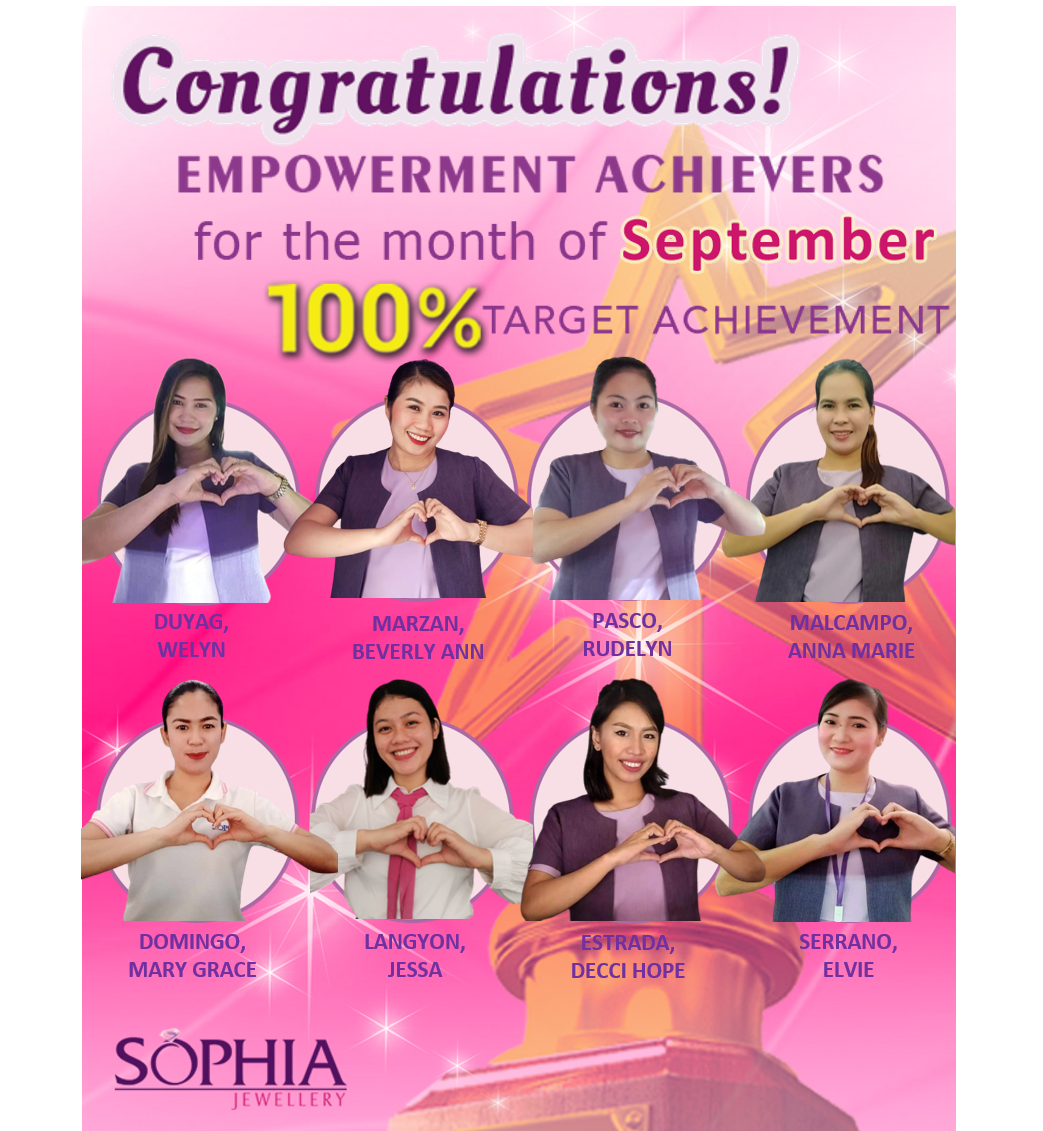 Congratulations!
EMPOWERMENT ACHIEVERS
for the month of September
100% TARGET ACHIEVEMENT
DUYAG,
WELYN
MARZAN,
BEVERLY ANN
PASCO,
RUDELYN
MALCAMPO,
ANNA MARIE
DOMINGO,
MARY GRACE
LANGYON,
JESSA
ESTRADA,
DECCI HOPE
SERRANO,
ELVIE
SOPHIA
JEWELLERY